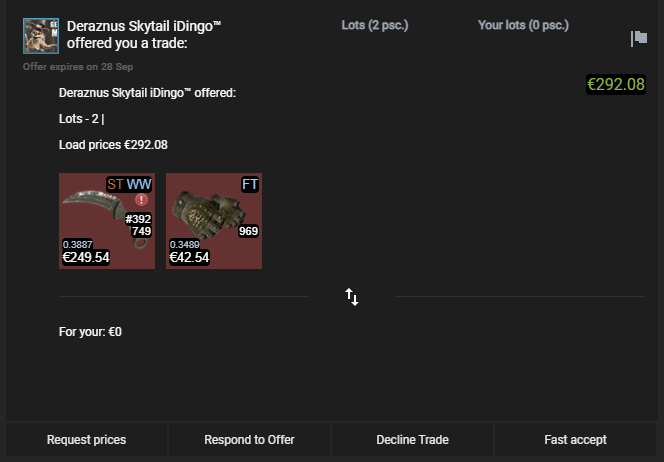 Deraznus Skytail iDingo™
offered you a trade:
Lots (2 psc.)
Your lots (0 psc.)
Offer expires on 28 Sep
€292.08
Deraznus Skytail iDingo™ offered:
Lots - 2 |
Load prices €292.08
ST WW
#392
749
0.3887
€249.54
FT
969
0.3489
€42.54
For your: €0
Request prices
Respond to Offer
Decline Trade
Fast accept